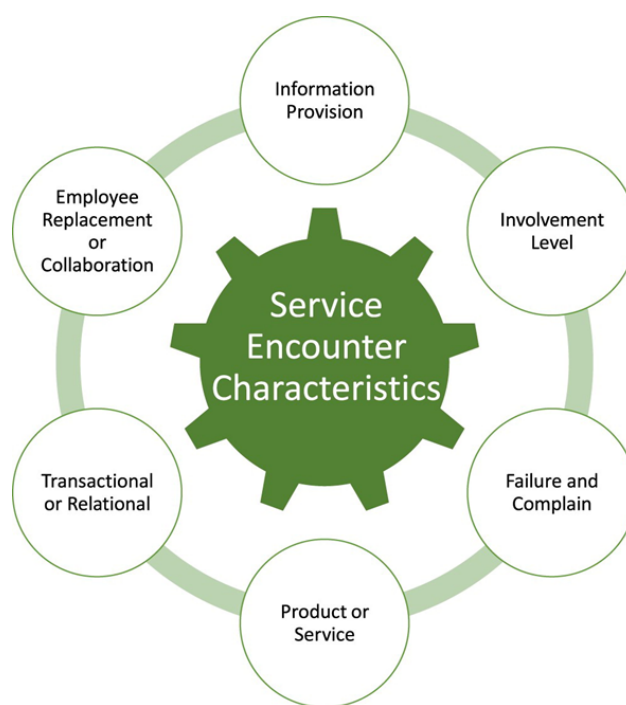 Information
Provision
Involvement
Level
Failure and
Complain
Product or
Service
Transactional
or Relational
Employee
Replacement
or
Collaboration
Service
Encounter
Characteristics